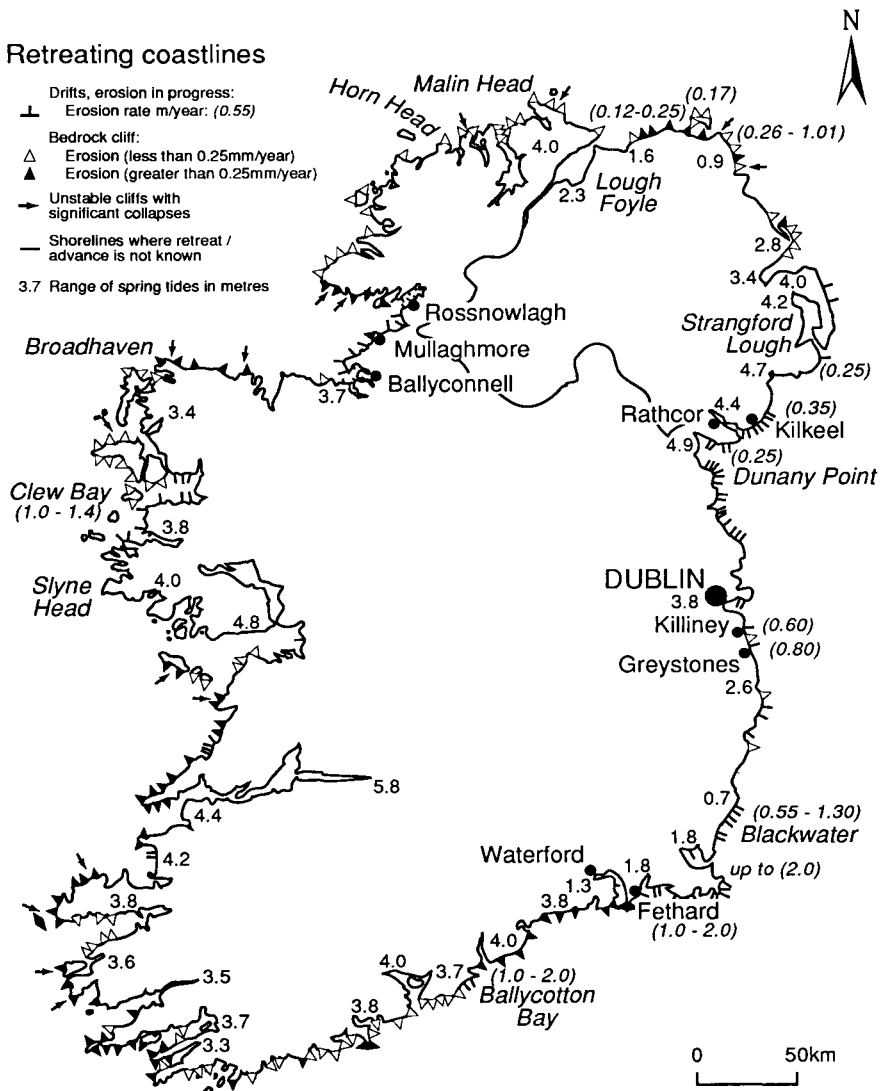 N
Retreating coastlines
Drifts, erosion in progress:
Erosion rate m/year: (0.55)
Bedrock cliff:
Erosion (less than 0.25mm/year)
Erosion (greater than 0.25mm/year)
Unstable cliffs with
significant collapses
Shorelines where retreat /
advance is not known
3.7 Range of spring tides in metres
Malin Head
Horn Head
(0.17)
(0.12-0.25)
(0.26 - 1.01)
4.0
1.6
0.9
2.3
Lough
Foyle
2.8
3.4
4.0
4.2
Rossnowlagh
Strangford
Lough
Broadhaven
Mullaghmore
4.7
(0.25)
Ballyconnell
3.7
3.4
Rathcor
4.4
(0.35)
Kilkeel
4.9
(0.25)
Dunany Point
Clew Bay
(1.0 - 1.4)
3.8
Slyne
Head
4.0
DUBLIN
3.8
4.8
Killiney
(0.60)
(0.80)
Greystones
2.6
5.8
4.4
0.7
(0.55 - 1.30)
Blackwater
1.8
4.2
Waterford
1.8
up to (2.0)
1.3
3.8
3.8
Fethard
(1.0 - 2.0)
4.0
3.6
3.5
4.0
3.7
(1.0 - 2.0)
Ballycotton
Bay
3.8
3.7
3.3
0
50km